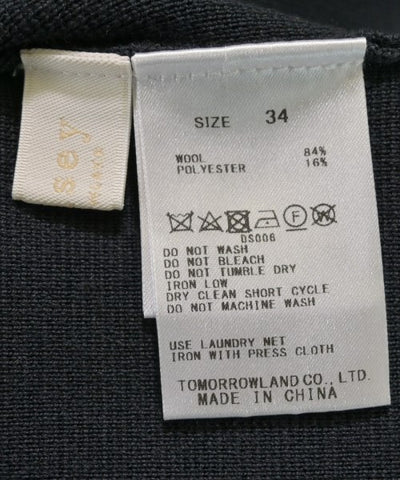 sey
SIZE 34
WOOL 84%
POLYESTER 16%
F
DS006
DO NOT WASH
DO NOT BLEACH
DO NOT TUMBLE DRY
IRON LOW
DRY CLEAN SHORT CYCLE
DO NOT MACHINE WASH
USE LAUNDRY NET
IRON WITH PRESS CLOTH
TOMORROWLAND CO., LTD.
MADE IN CHINA